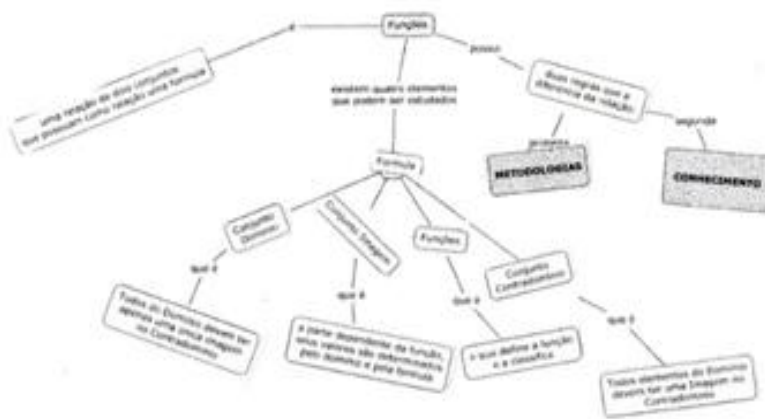 Funções
é
uma relação de dois conjuntos
que possuam como relação uma fórmula
existem quatro elementos
que podem ser estudados
possui
duas regras que a
diferencia da relação
primeira
METODOLOGIAS
segunda
CONHECIMENTO
Formula
Conjunto
Domínio
Conjunto Imagem
Funções
Conjunto
Contradomínio
que é
Todos do Domínio devem ter
apenas uma única imagem
no Contradomínio
que é
A parte dependente da função,
seus valores são determinados
pelo domínio e pela fórmula
que
que define a função
e a classifica
que
Todos elementos do Domínio
devem ter uma Imagem no
Contradomínio